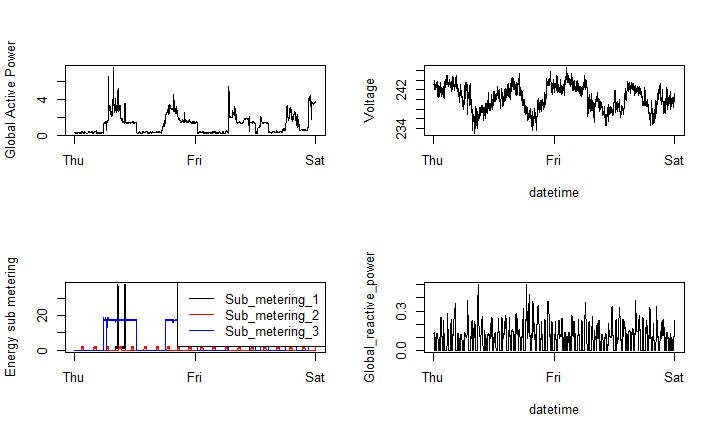 Global Active Power
0 4
Thu Fri Sat
Voltage
234 242
Thu Fri Sat
datetime
Energy sub metering
0 20
Sub_metering_1
Sub_metering_2
Sub_metering_3
Thu Fri Sat
Global_reactive_power
0.0 0.3
Thu Fri Sat
datetime